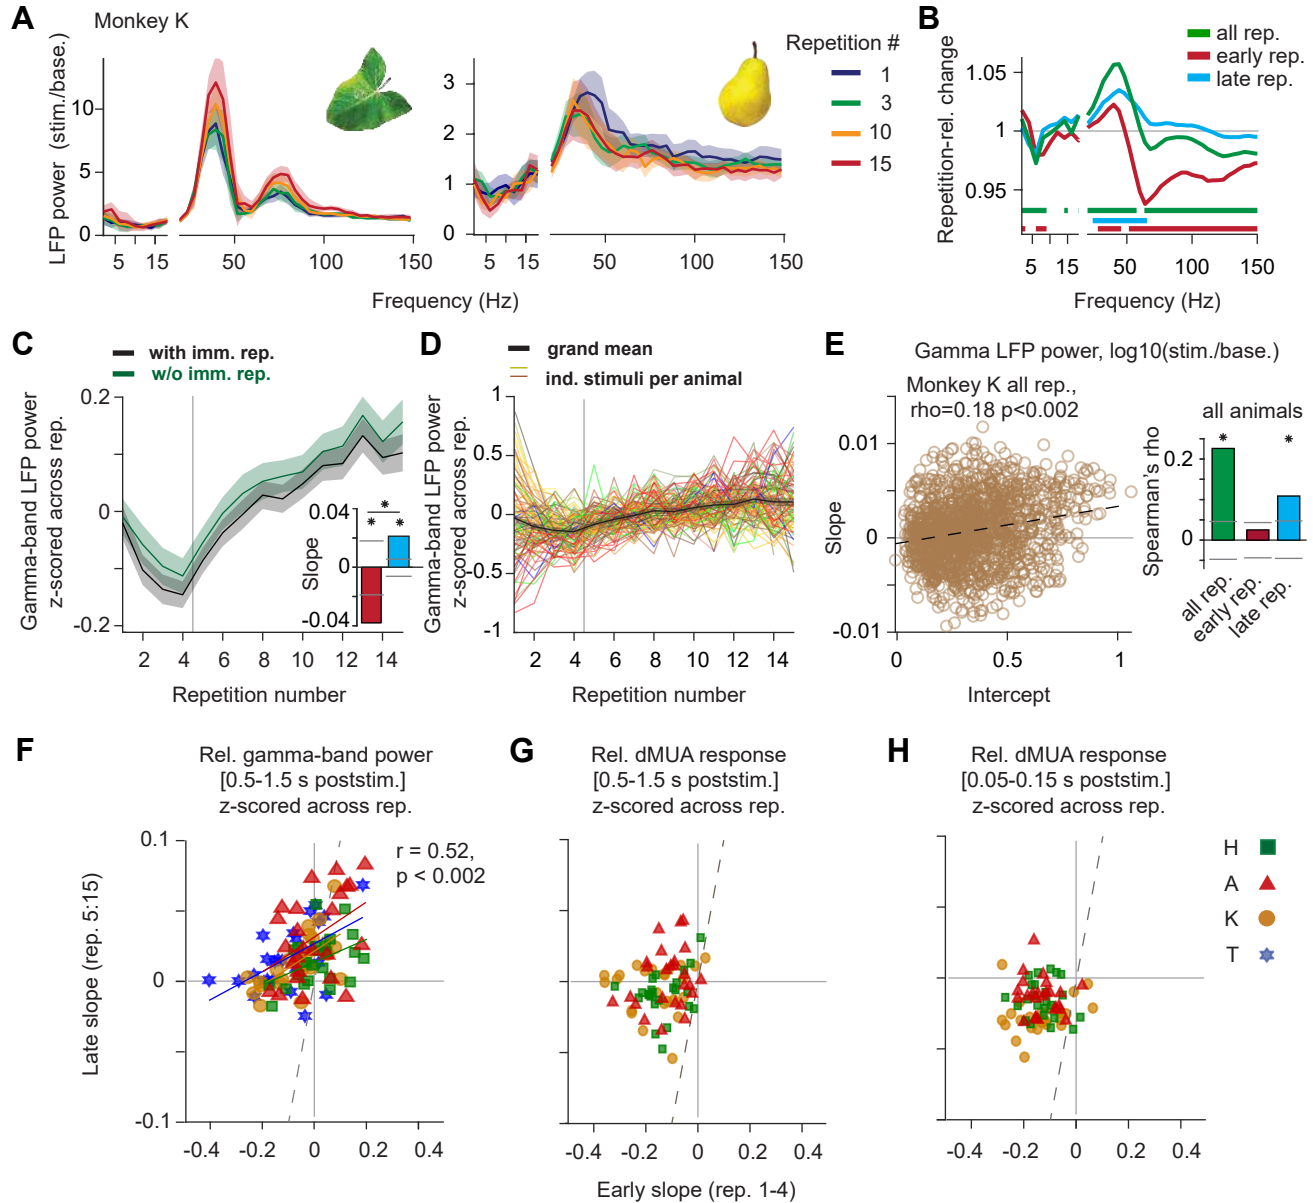 A
Monkey K
LFP power (stim./base.)
10
5
0
5
15
50
100
150
3
2
1
0
5
15
50
100
150
Frequency (Hz)
Repetition #
1
3
10
15
B
all rep.
early rep.
late rep.
Repetition-rel. change
1.05
1
0.95
5
15
50
100
150
Frequency (Hz)
C
with imm. rep.
w/o imm. rep.
Gamma-band LFP power
z-scored across rep.
0.2
0
-0.2
2
4
6
8
10
12
14
Repetition number
Slope
0.04
0
-0.04
*
*
*
D
grand mean
ind. stimuli per animal
Gamma-band LFP power
z-scored across rep.
1
0.5
0
-0.5
-1
2
4
6
8
10
12
14
Repetition number
E
Gamma LFP power, log10(stim./base.)
Monkey K all rep.,
rho=0.18 p<0.002
Slope
0.01
0
-0.01
0
0.5
1
Intercept
all animals
Spearman's rho
0.2
0
*
*
all rep.
early rep.
late rep.
F
Rel. gamma-band power
[0.5-1.5 s poststim.]
z-scored across rep.
r = 0.52,
p < 0.002
Late slope (rep. 5:15)
0.1
0
-0.1
-0.4
-0.2
0
0.2
0.4
G
Rel. dMUA response
[0.5-1.5 s poststim.]
z-scored across rep.
-0.4
-0.2
0
0.2
0.4
Early slope (rep. 1-4)
H
Rel. dMUA response
[0.05-0.15 s poststim.]
z-scored across rep.
-0.4
-0.2
0
0.2
0.4
H
A
K
T